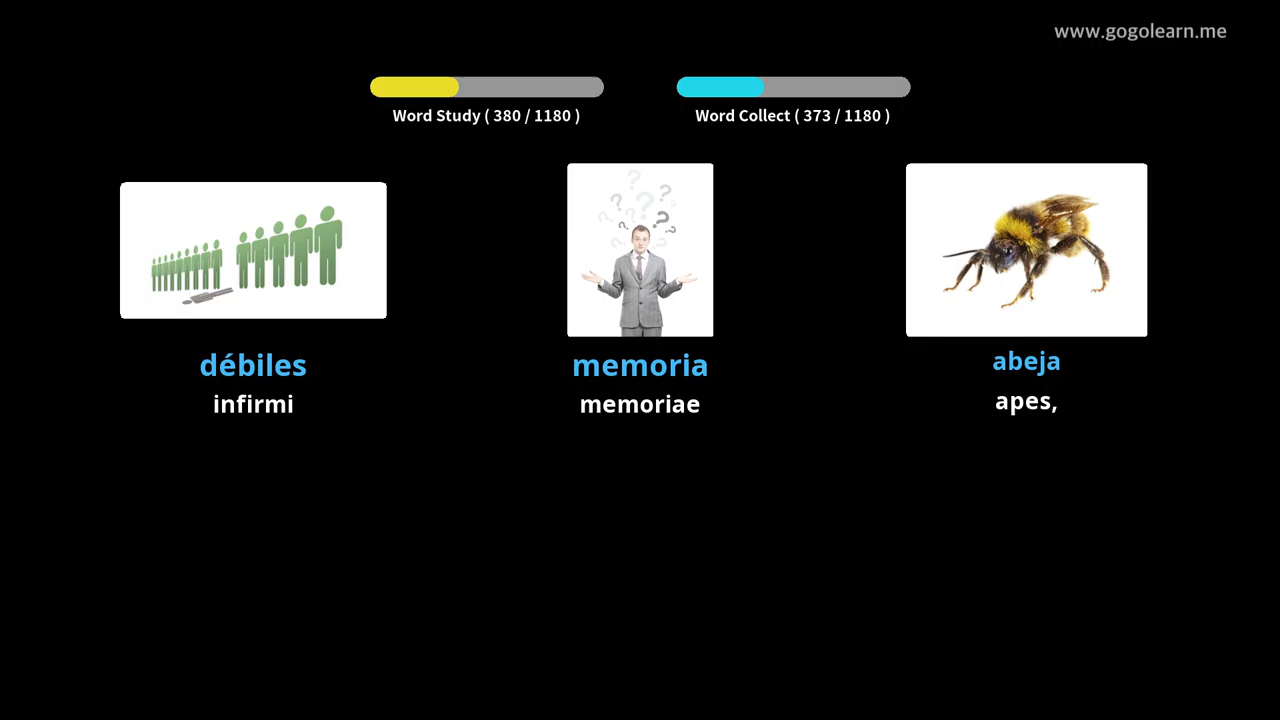 www.gogolearn.me
Word Study ( 380 / 1180 )
Word Collect ( 373 / 1180 )
débiles
infirmi
memoria
memoriae
abeja
apes,